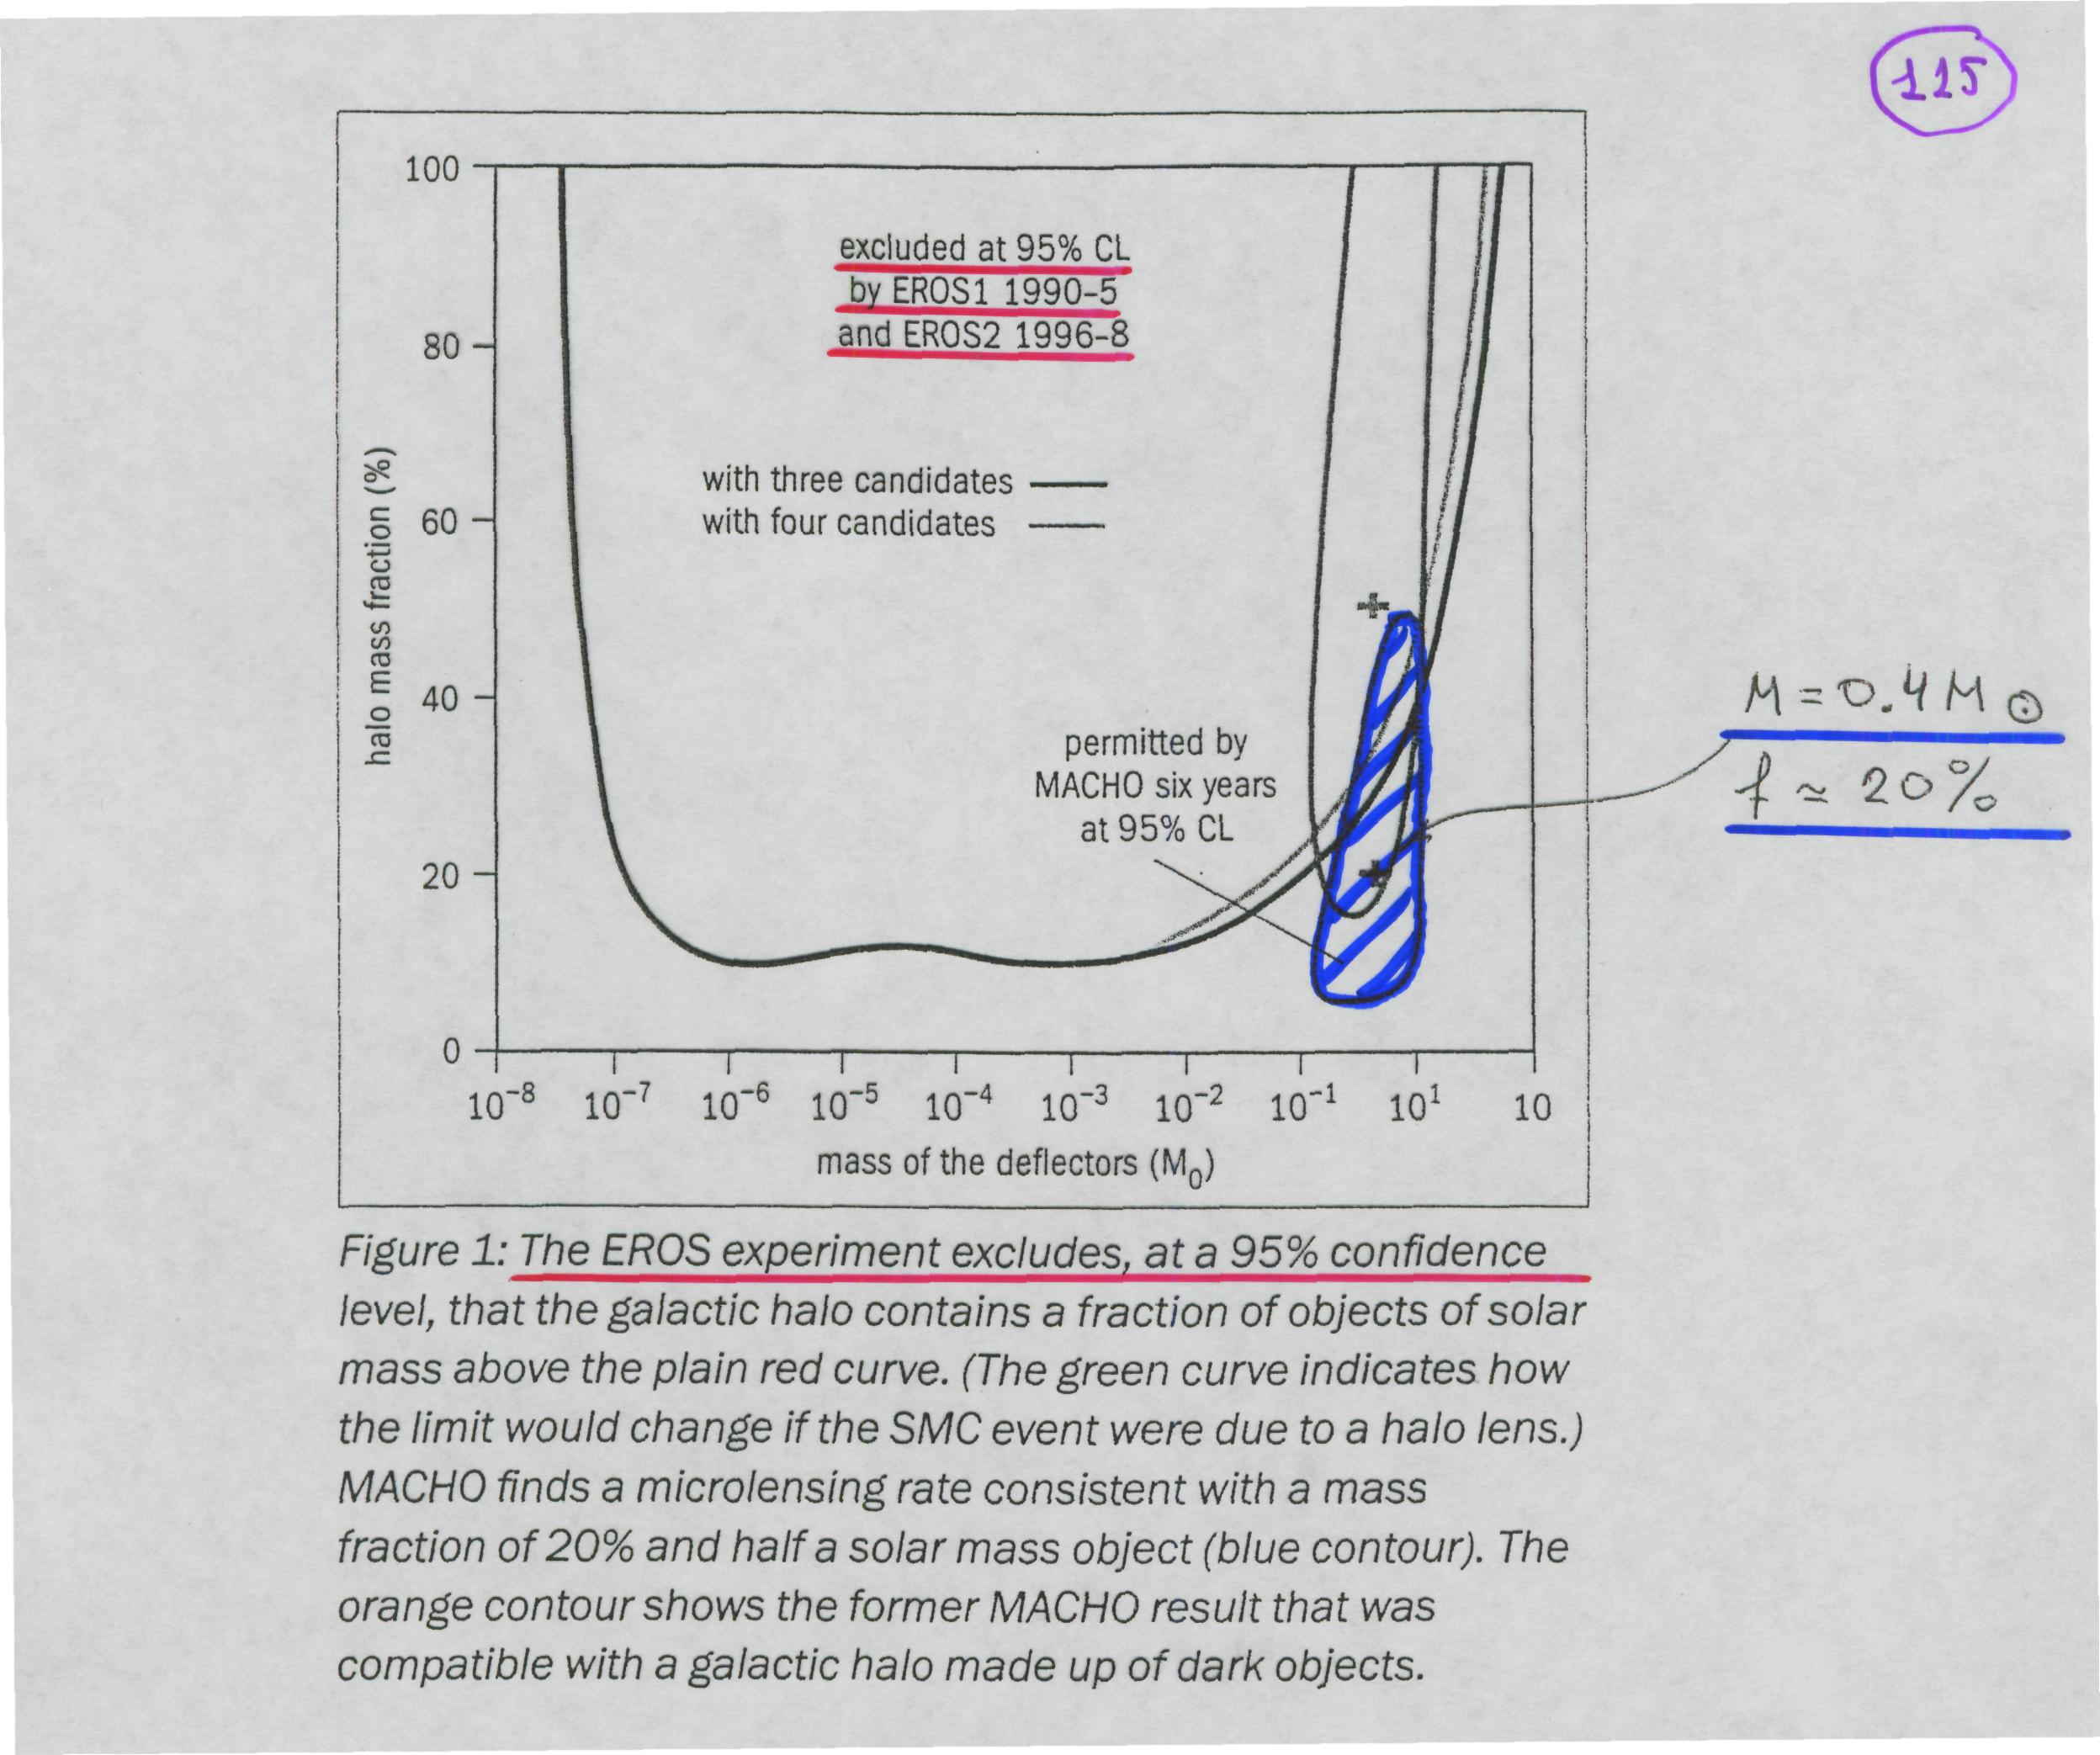 115
100
80
60
40
20
0
halo mass fraction (%)
excluded at 95% CL
by EROS1 1990–5
and EROS2 1996–8
with three candidates
with four candidates
permitted by
MACHO six years
at 95% CL
M = 0.4 M⊙
f ≃ 20%
10⁻⁸ 10⁻⁷ 10⁻⁶ 10⁻⁵ 10⁻⁴ 10⁻³ 10⁻² 10⁻¹ 10¹ 10
mass of the deflectors (M₀)
Figure 1: The EROS experiment excludes, at a 95% confidence
level, that the galactic halo contains a fraction of objects of solar
mass above the plain red curve. (The green curve indicates how
the limit would change if the SMC event were due to a halo lens.)
MACHO finds a microlensing rate consistent with a mass
fraction of 20% and half a solar mass object (blue contour). The
orange contour shows the former MACHO result that was
compatible with a galactic halo made up of dark objects.